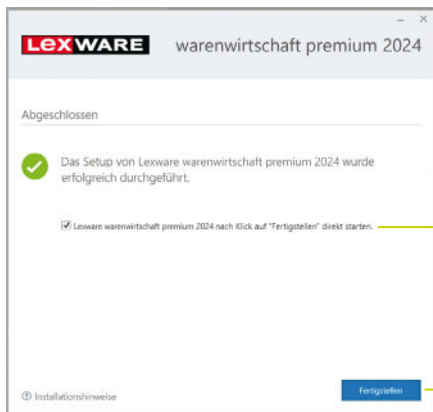 LEXWARE warenwirtschaft premium 2024
Abgeschlossen
Das Setup von Lexware warenwirtschaft premium 2024 wurde
erfolgreich durchgeführt.
Lexware warenwirtschaft premium 2024 nach Klick auf "Fertigstellen" direkt starten.
Installationshinweise
Fertigstellen